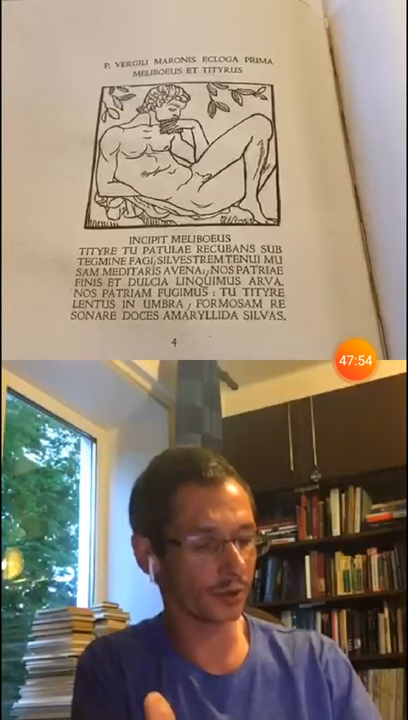 P. VERGILI MARONIS ECLOGA PRIMA
MELIBOEUS ET TITYRUS
INCIPIT MELIBOEUS
TITYRE TU PATULAE RECUBANS SUB
TEGMINE FAGI, SILVESTREM TENUI MU
SAM MEDITARIS AVENA:, NOS PATRIAE
FINIS ET DULCIA LINQUIMUS ARVA.
NOS PATRIAM FUGIMUS : TU TITYRE
LENTUS IN UMBRA, FORMOSAM RE
SONARE DOCES AMARYLLIDA SILVAS.
4
47:54